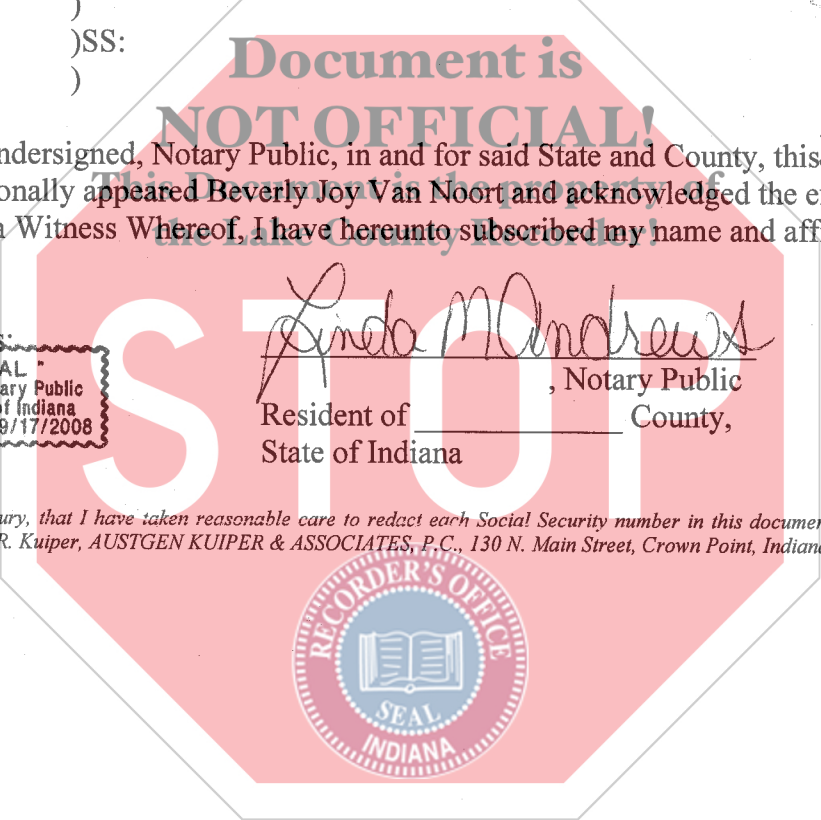 )
)SS:
)
Document is
NOT OFFICIAL!
This Document is the property of
the Lake County Recorder!
ndersigned, Notary Public, in and for said State and County, this
onally appeared Beverly Joy Van Noort and acknowledged the e
Witness Whereof, I have hereunto subscribed my name and aff
Linda M Andrews
AL "
ary Public
of Indiana
9/17/2008
, Notary Public
Resident of ______________ County,
State of Indiana
STOP
ury, that I have taken reasonable care to redact each Social Security number in this documen
R. Kuiper, AUSTGEN KUIPER & ASSOCIATES, P.C., 130 N. Main Street, Crown Point, Indiana
RECORDER'S OFFICE
SEAL
INDIANA